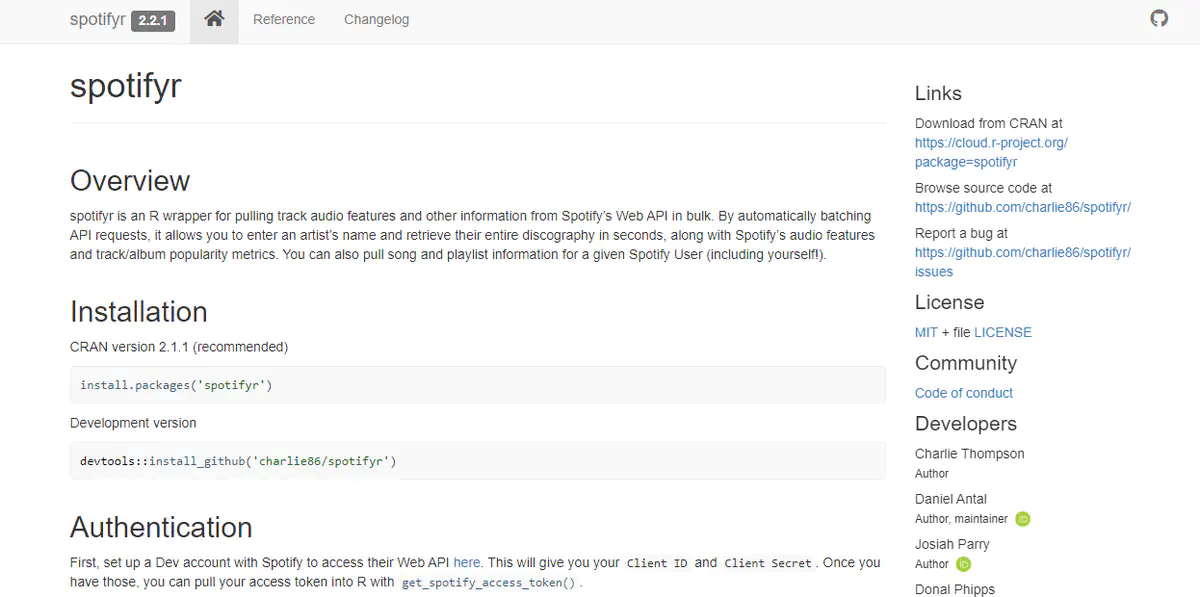 spotifyr 2.2.1 Reference Changelog
spotifyr
Overview
spotifyr is an R wrapper for pulling track audio features and other information from Spotify’s Web API in bulk. By automatically batching
API requests, it allows you to enter an artist’s name and retrieve their entire discography in seconds, along with Spotify’s audio features
and track/album popularity metrics. You can also pull song and playlist information for a given Spotify User (including yourself!).
Installation
CRAN version 2.1.1 (recommended)
install.packages('spotifyr')
Development version
devtools::install_github('charlie86/spotifyr')
Authentication
First, set up a Dev account with Spotify to access their Web API here. This will give you your Client ID and Client Secret. Once you
have those, you can pull your access token into R with get_spotify_access_token().
Links
Download from CRAN at
https://cloud.r-project.org/
package=spotifyr
Browse source code at
https://github.com/charlie86/spotifyr/
Report a bug at
https://github.com/charlie86/spotifyr/
issues
License
MIT + file LICENSE
Community
Code of conduct
Developers
Charlie Thompson
Author
Daniel Antal
Author, maintainer iD
Josiah Parry
Author iD
Donal Phipps